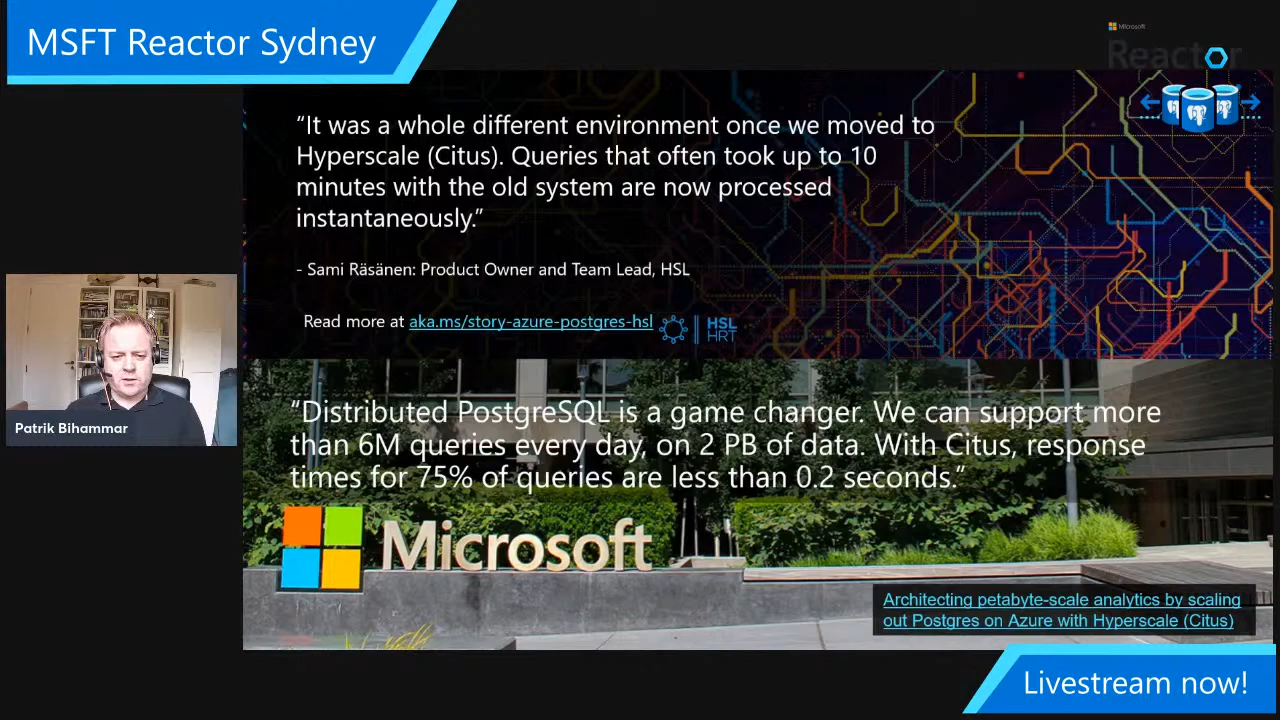 MSFT Reactor Sydney
Microsoft
Reactor
“It was a whole different environment once we moved to
Hyperscale (Citus). Queries that often took up to 10
minutes with the old system are now processed
instantaneously.”
- Sami Räsänen: Product Owner and Team Lead, HSL
Read more at aka.ms/story-azure-postgres-hsl
HSL
HRT
Patrik Bihammar
“Distributed PostgreSQL is a game changer. We can support more
than 6M queries every day, on 2 PB of data. With Citus, response
times for 75% of queries are less than 0.2 seconds.”
Microsoft
Architecting petabyte-scale analytics by scaling
out Postgres on Azure with Hyperscale (Citus)
Livestream now!